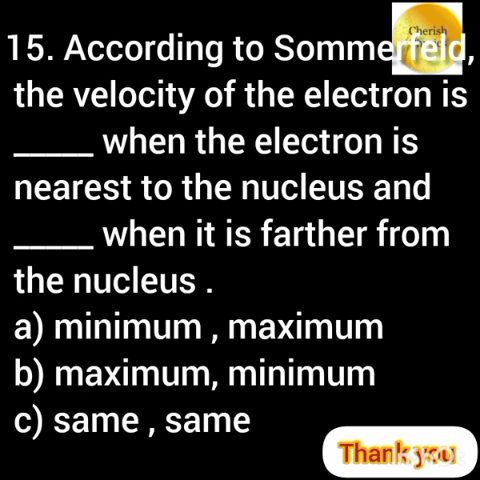 Cherish
15. According to Sommerfeld,
the velocity of the electron is
_____ when the electron is
nearest to the nucleus and
_____ when it is farther from
the nucleus .
a) minimum , maximum
b) maximum, minimum
c) same , same
Thank you